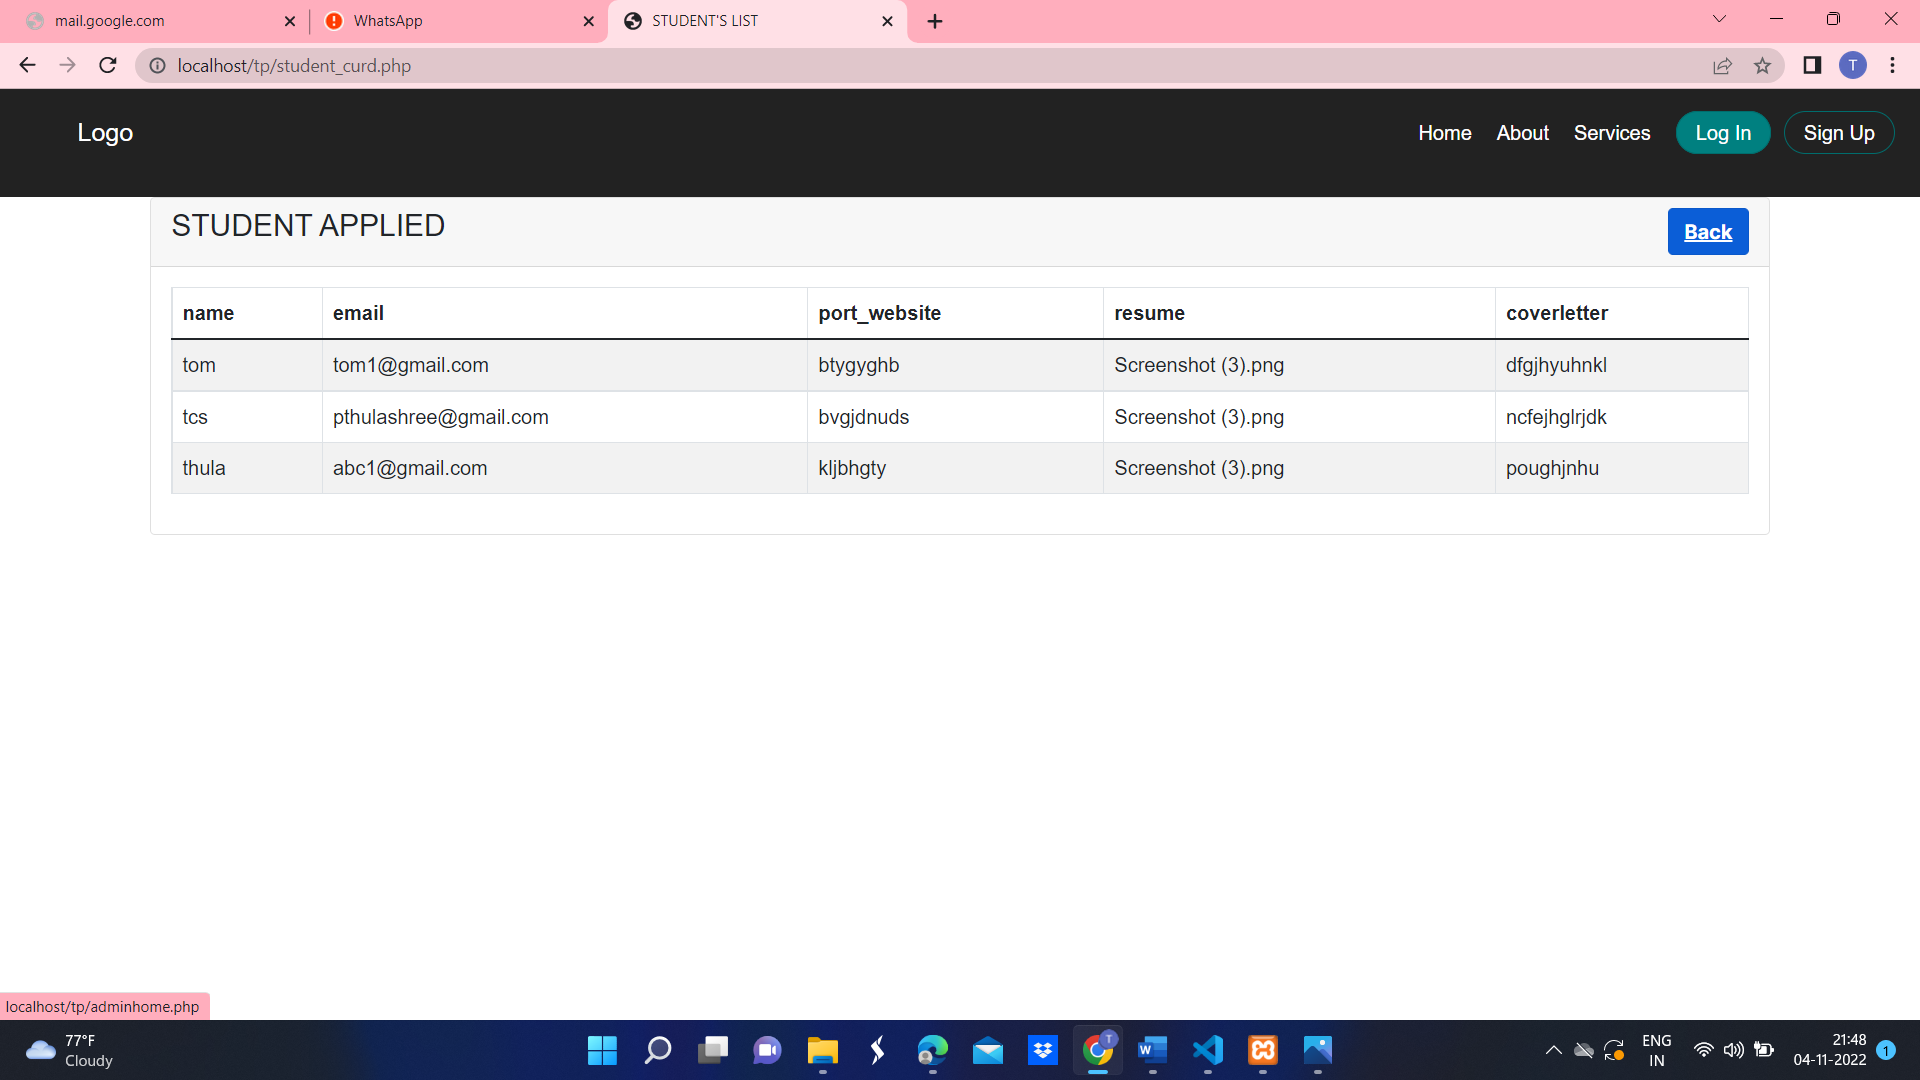 mail.google.com
WhatsApp
STUDENT'S LIST
localhost/tp/student_curd.php
T
Logo
Home About Services Log In Sign Up
STUDENT APPLIED
Back
name email port_website resume coverletter
tom tom1@gmail.com btygyghb Screenshot (3).png dfgjhyuhnkl
tcs pthulashree@gmail.com bvgjdnuds Screenshot (3).png ncfejhglrjdk
thula abc1@gmail.com kljbhgty Screenshot (3).png poughjnhu
localhost/tp/adminhome.php
77°F
Cloudy
T
W
ENG
IN
21:48
04-11-2022
1